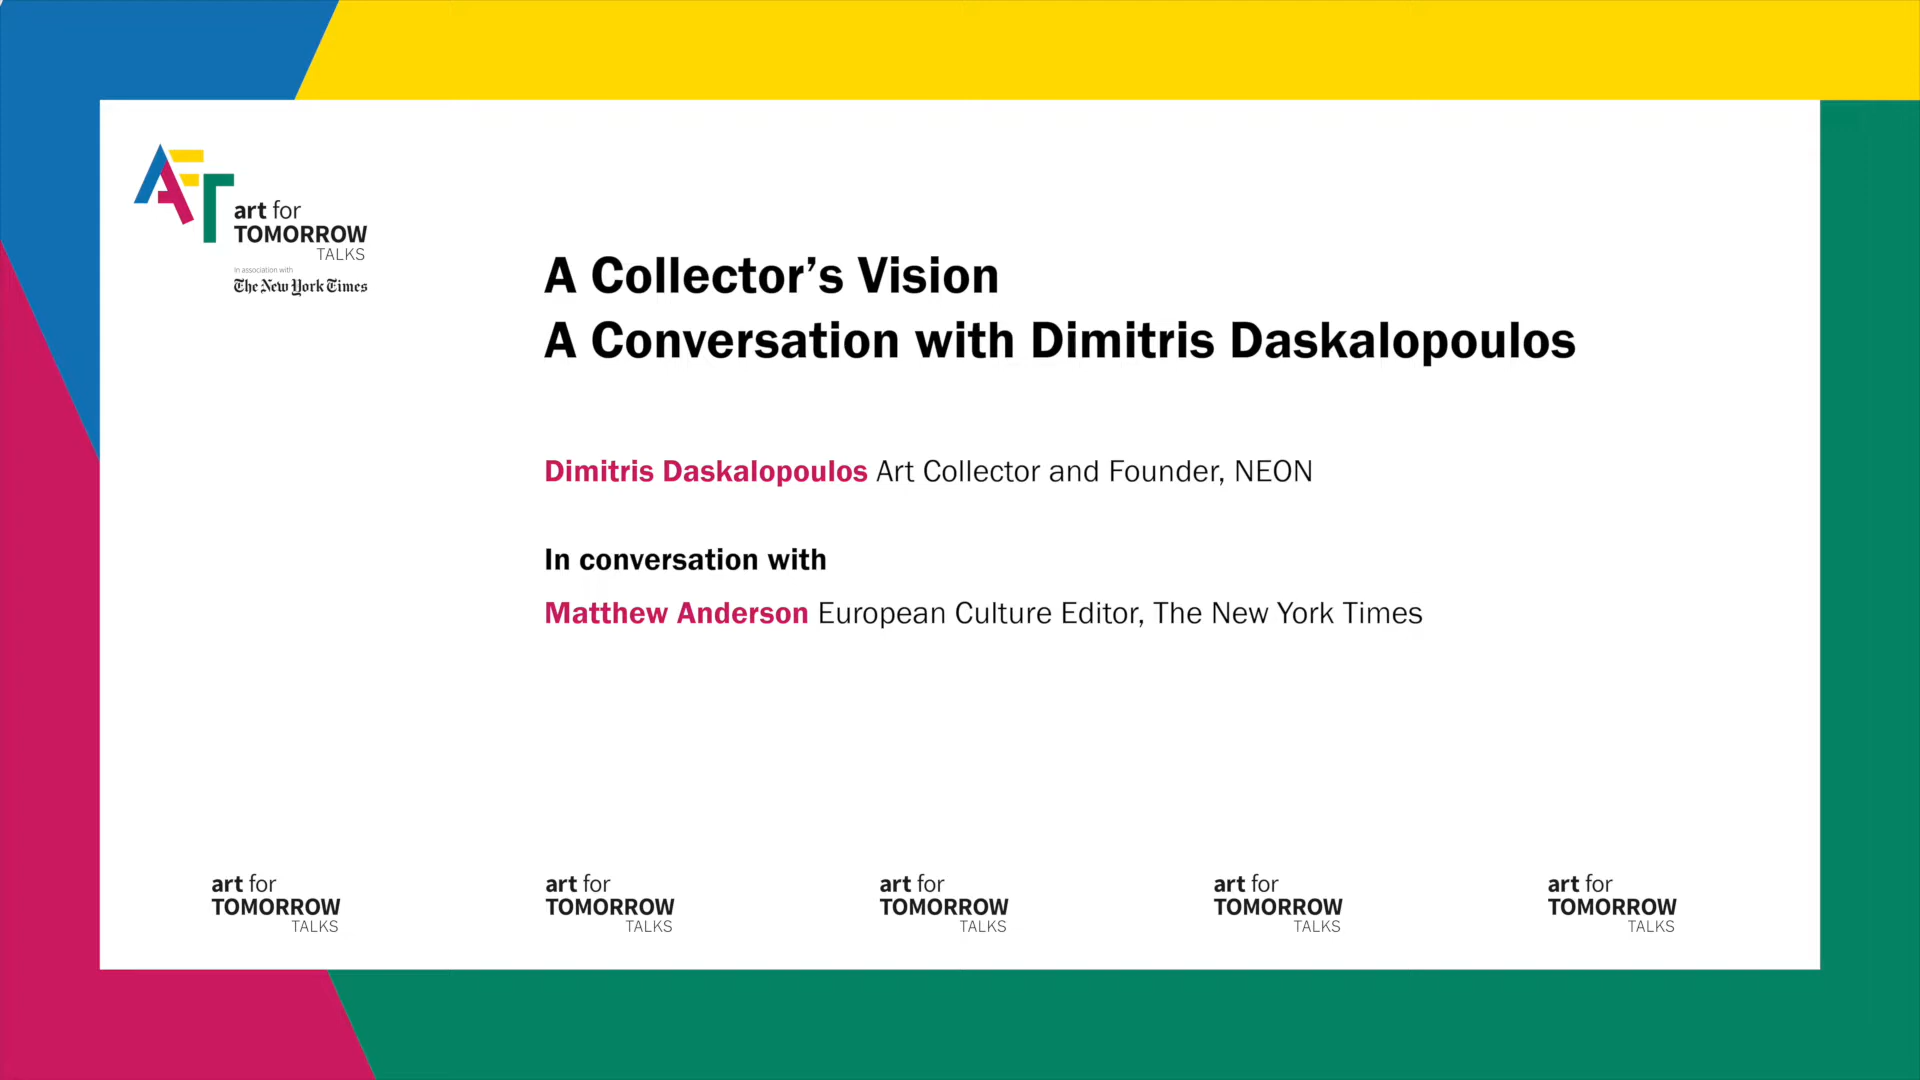 AFT
art for
TOMORROW
TALKS
In association with
The New York Times
A Collector’s Vision
A Conversation with Dimitris Daskalopoulos
Dimitris Daskalopoulos Art Collector and Founder, NEON
In conversation with
Matthew Anderson European Culture Editor, The New York Times
art for
TOMORROW
TALKS
art for
TOMORROW
TALKS
art for
TOMORROW
TALKS
art for
TOMORROW
TALKS
art for
TOMORROW
TALKS